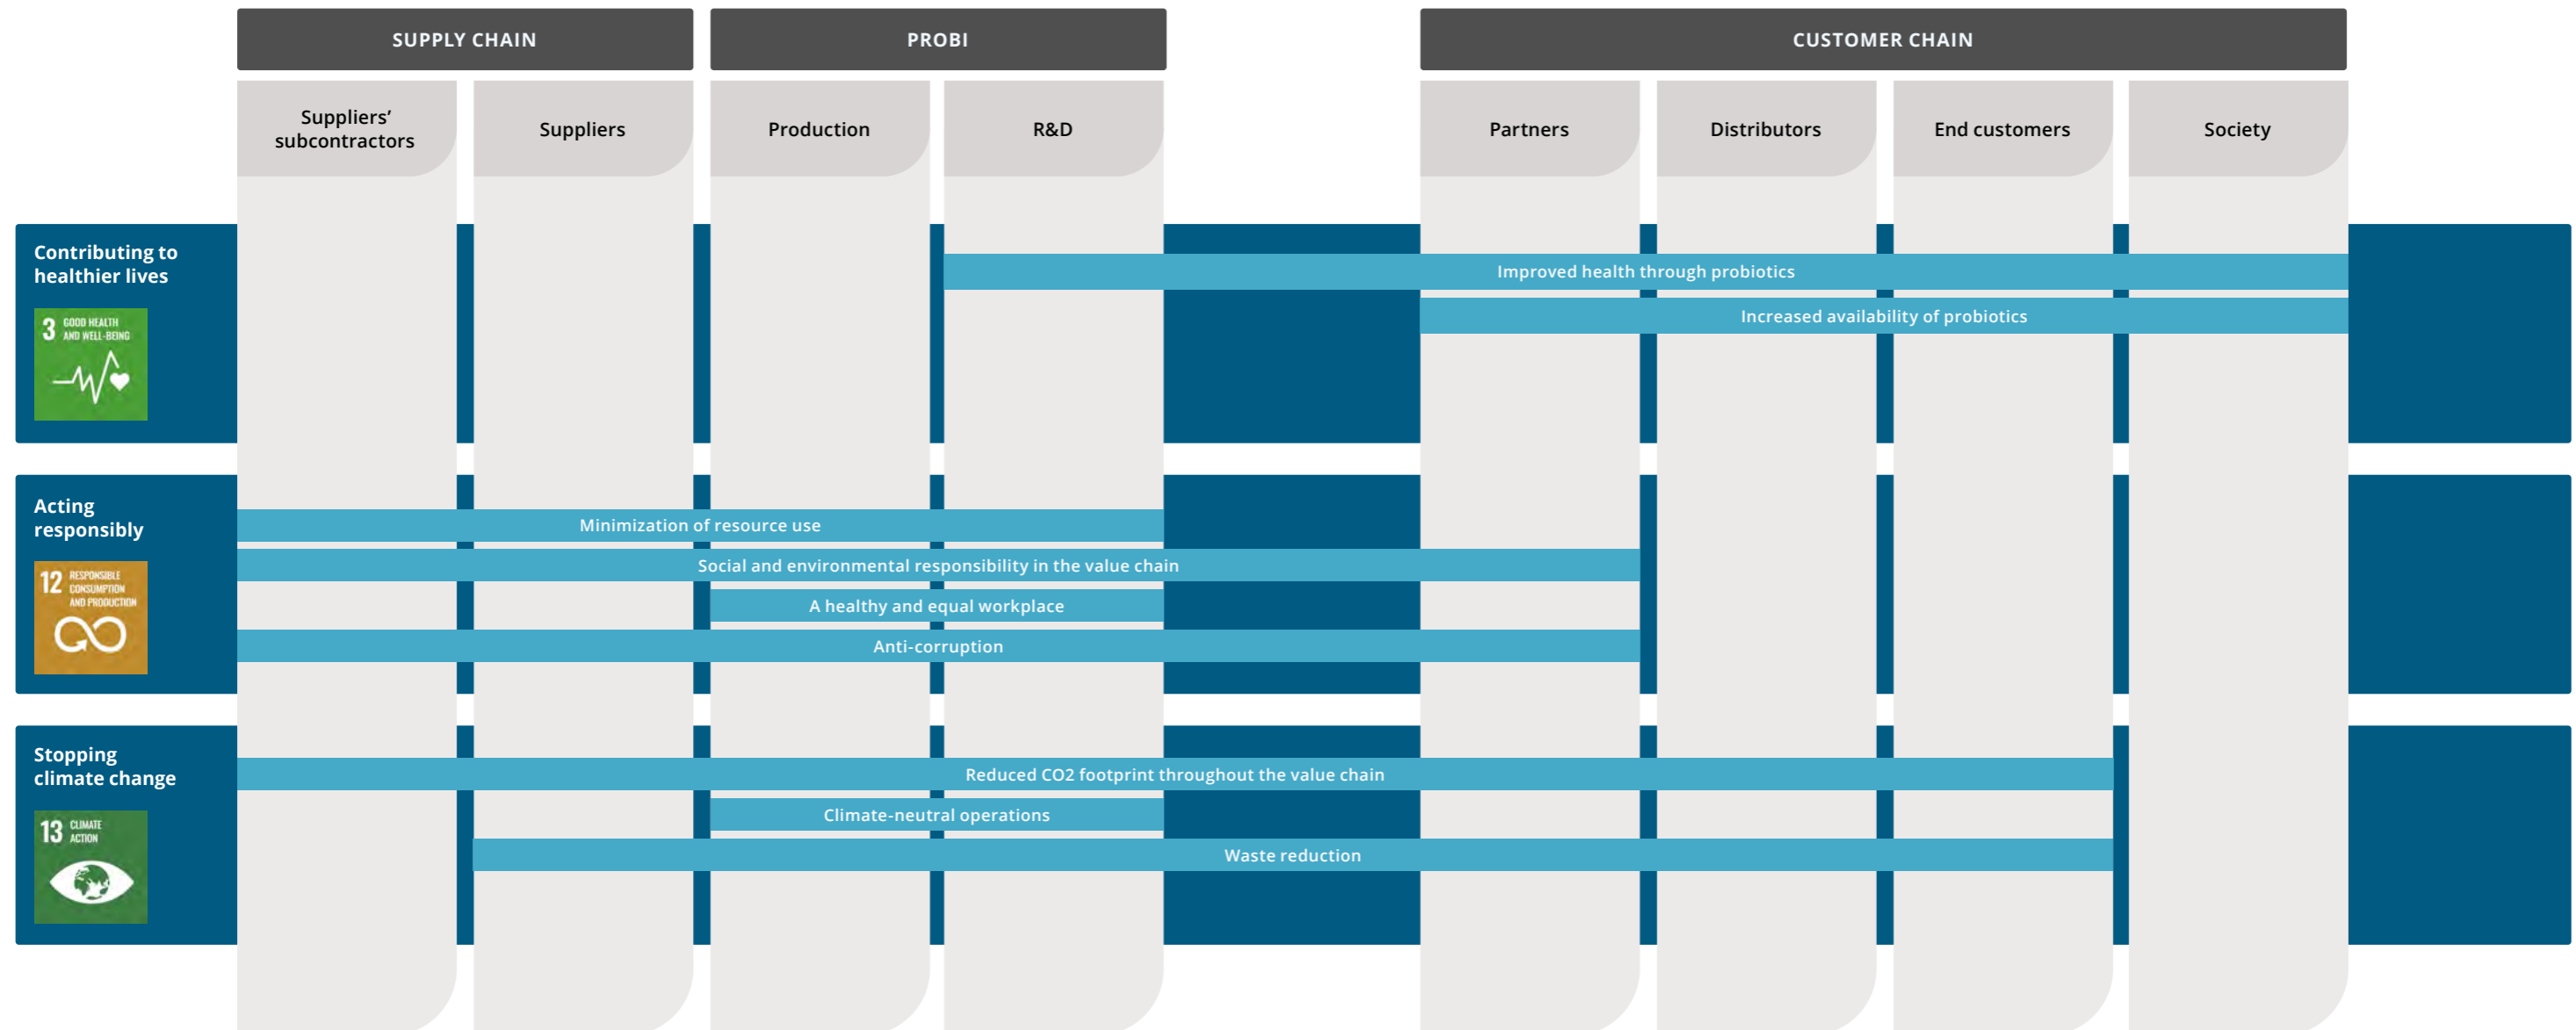 SUPPLY CHAIN
PROBI
CUSTOMER CHAIN
Suppliers’
subcontractors
Suppliers
Production
R&D
Partners
Distributors
End customers
Society
Contributing to
healthier lives
3 GOOD HEALTH
AND WELL-BEING
Improved health through probiotics
Increased availability of probiotics
Acting
responsibly
12 RESPONSIBLE
CONSUMPTION
AND PRODUCTION
Minimization of resource use
Social and environmental responsibility in the value chain
A healthy and equal workplace
Anti-corruption
Stopping
climate change
13 CLIMATE
ACTION
Reduced CO2 footprint throughout the value chain
Climate-neutral operations
Waste reduction